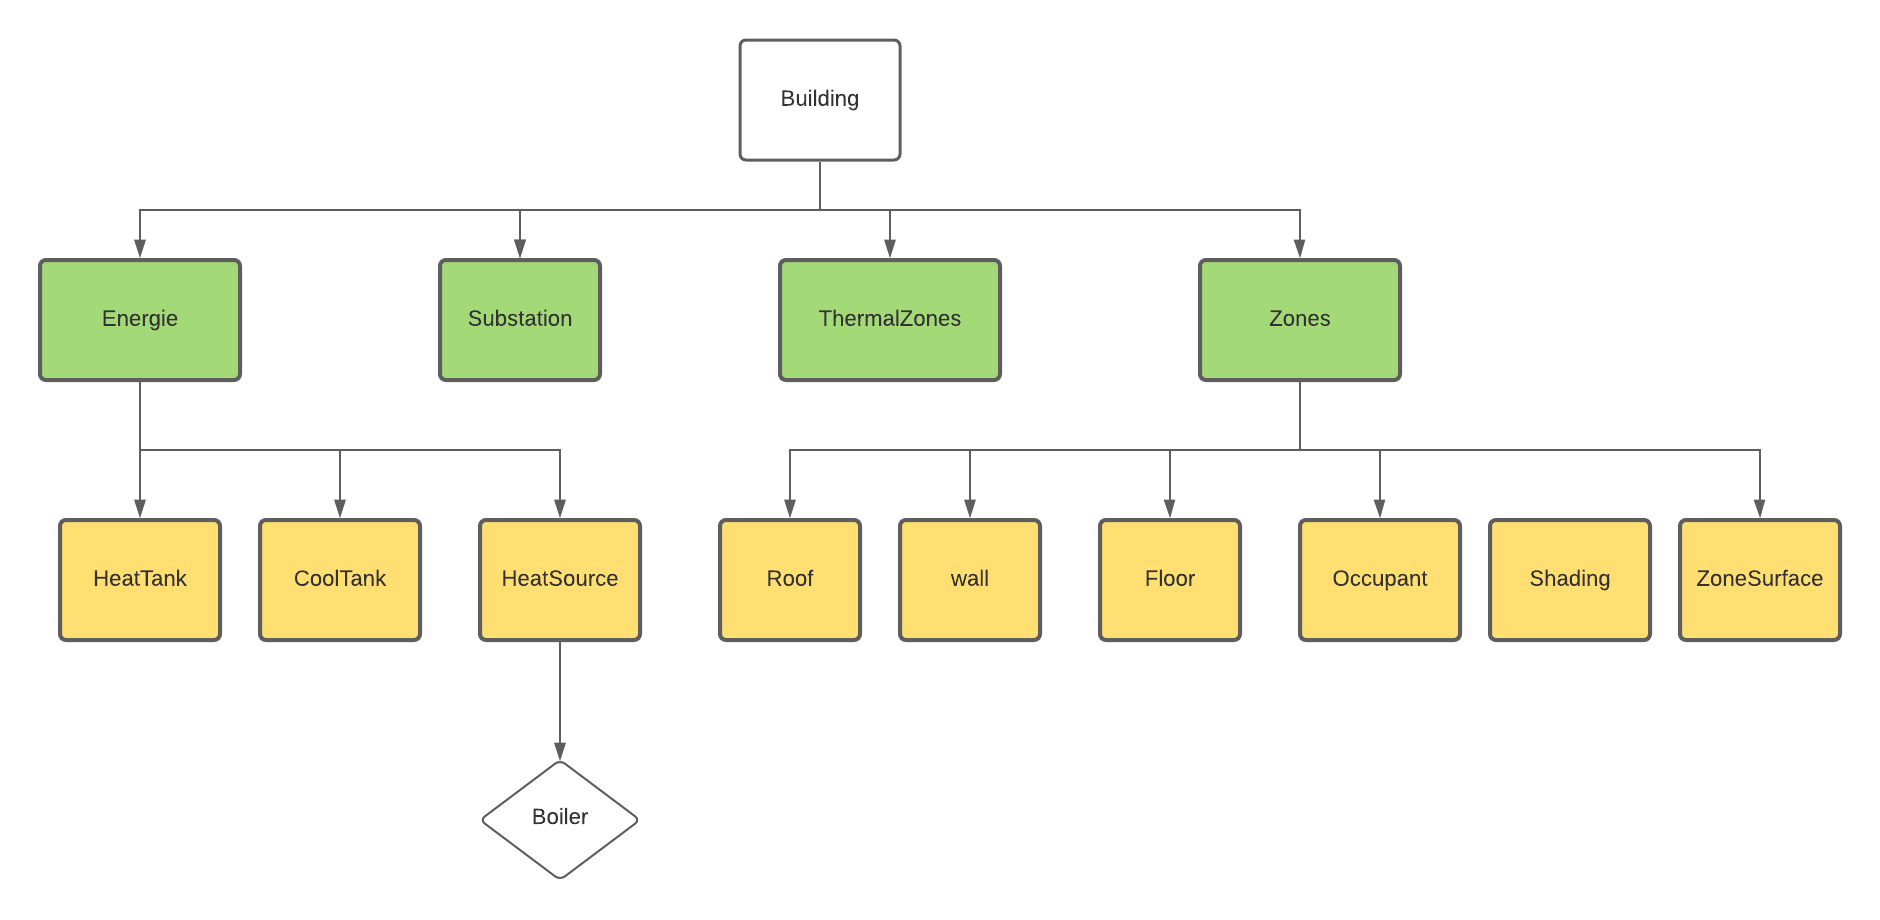 Building
Energie
Substation
ThermalZones
Zones
HeatTank
CoolTank
HeatSource
Roof
wall
Floor
Occupant
Shading
ZoneSurface
Boiler